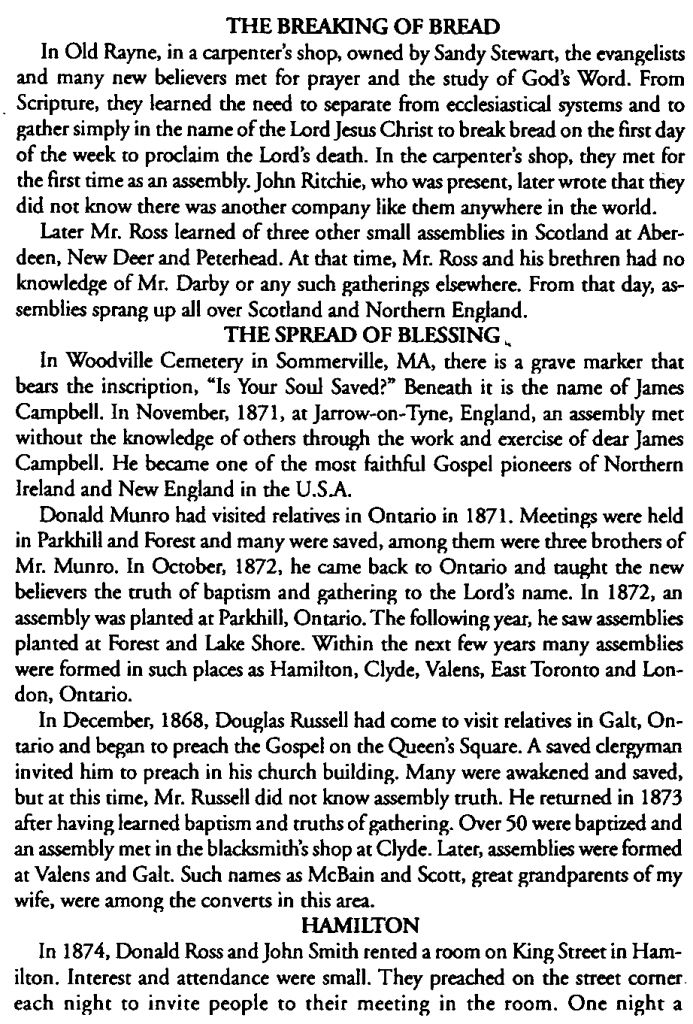 THE BREAKING OF BREAD
In Old Rayne, in a carpenter's shop, owned by Sandy Stewart, the evangelists
and many new believers met for prayer and the study of God's Word. From
Scripture, they learned the need to separate from ecclesiastical systems and to
gather simply in the name of the Lord Jesus Christ to break bread on the first day
of the week to proclaim the Lord's death. In the carpenter's shop, they met for
the first time as an assembly. John Ritchie, who was present, later wrote that they
did not know there was another company like them anywhere in the world.
Later Mr. Ross learned of three other small assemblies in Scotland at Aber-
deen, New Deer and Peterhead. At that time, Mr. Ross and his brethren had no
knowledge of Mr. Darby or any such gatherings elsewhere. From that day, as-
semblies sprang up all over Scotland and Northern England.
THE SPREAD OF BLESSING
In Woodville Cemetery in Sommerville, MA, there is a grave marker that
bears the inscription, "Is Your Soul Saved?" Beneath it is the name of James
Campbell. In November, 1871, at Jarrow-on-Tyne, England, an assembly met
without the knowledge of others through the work and exercise of dear James
Campbell. He became one of the most faithful Gospel pioneers of Northern
Ireland and New England in the U.S.A.
Donald Munro had visited relatives in Ontario in 1871. Meetings were held
in Parkhill and Forest and many were saved, among them were three brothers of
Mr. Munro. In October, 1872, he came back to Ontario and taught the new
believers the truth of baptism and gathering to the Lord's name. In 1872, an
assembly was planted at Parkhill, Ontario. The following year, he saw assemblies
planted at Forest and Lake Shore. Within the next few years many assemblies
were formed in such places as Hamilton, Clyde, Valens, East Toronto and Lon-
don, Ontario.
In December, 1868, Douglas Russell had come to visit relatives in Galt, On-
tario and began to preach the Gospel on the Queen's Square. A saved clergyman
invited him to preach in his church building. Many were awakened and saved,
but at this time, Mr. Russell did not know assembly truth. He returned in 1873
after having learned baptism and truths of gathering. Over 50 were baptized and
an assembly met in the blacksmith's shop at Clyde. Later, assemblies were formed
at Valens and Galt. Such names as McBain and Scott, great grandparents of my
wife, were among the converts in this area.
HAMILTON
In 1874, Donald Ross and John Smith rented a room on King Street in Ham-
ilton. Interest and attendance were small. They preached on the street corner
each night to invite people to their meeting in the room. One night a